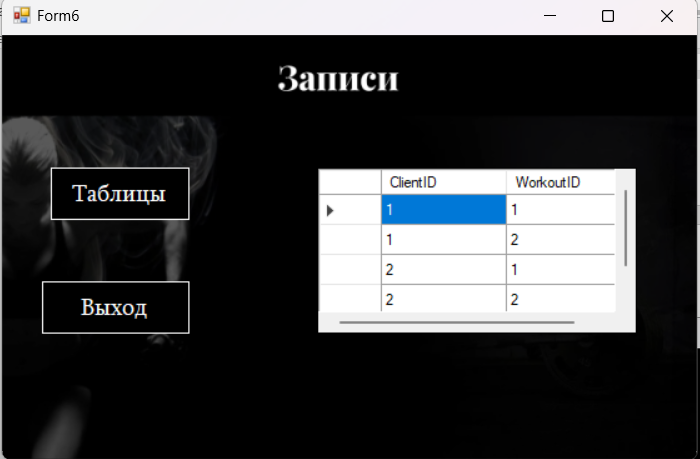 Form6
Записи
Таблицы
Выход
ClientID WorkoutID
1 1
1 2
2 1
2 2